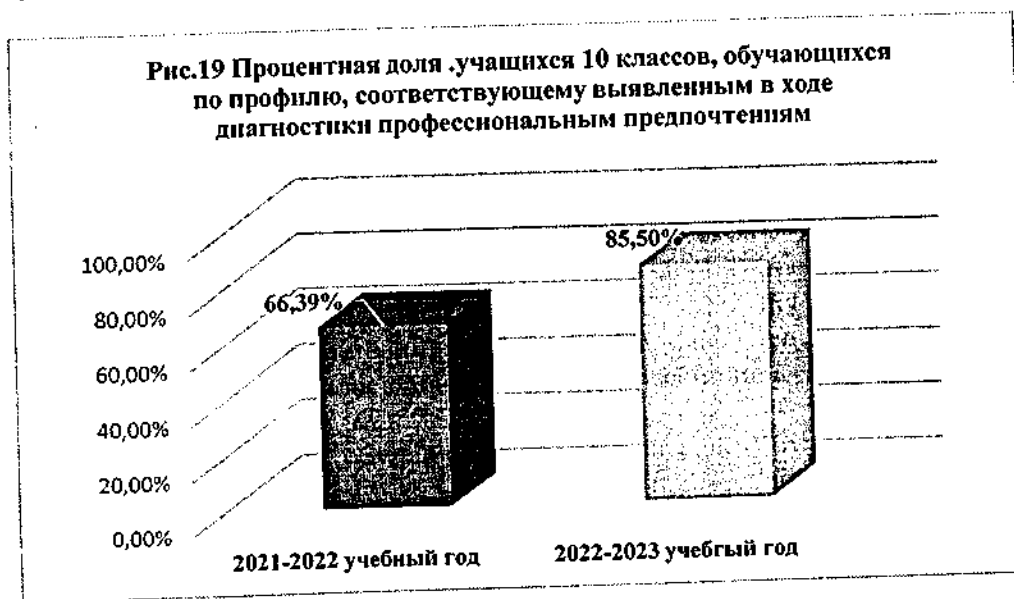 Рис.19 Процентная доля .учащихся 10 классов, обучающихся
по профилю, соответствующему выявленным в ходе
диагностики профессиональным предпочтениям
100,00%
80,00%
60,00%
40,00%
20,00%
0,00%
66,39%
85,50%
2021-2022 учебный год
2022-2023 учебгый год